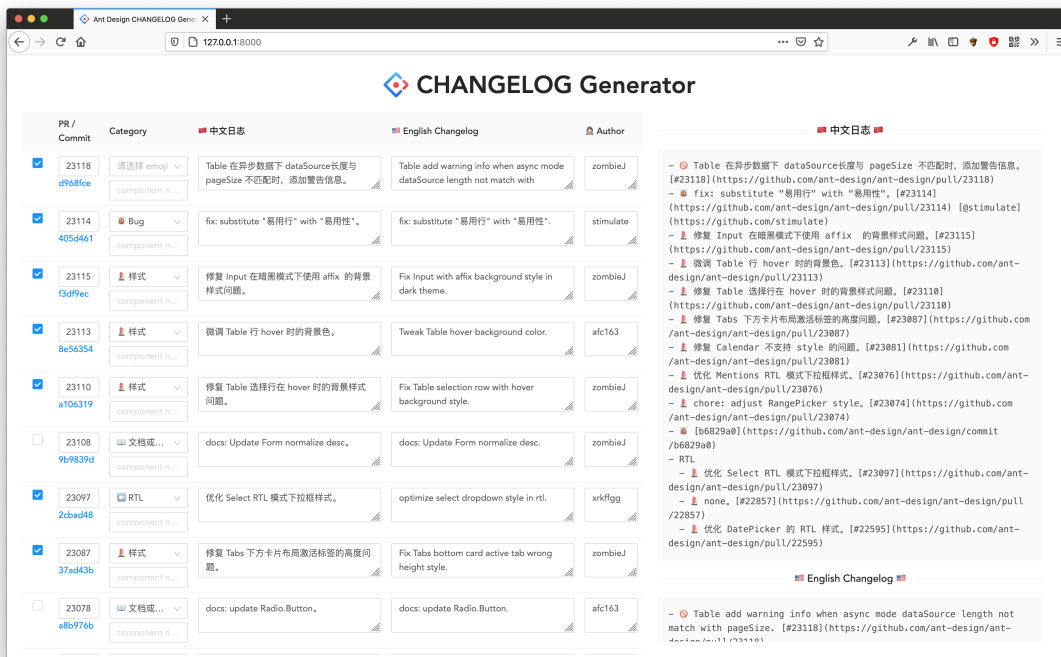 Ant Design CHANGELOG Gener
127.0.0.1:8000
CHANGELOG Generator
PR /
Commit
Category
中文日志
English Changelog
Author
23118
请选择 emoji
Table 在异步数据下 dataSource长度与
pageSize 不匹配时，添加警告信息。
Table add warning info when async mode
dataSource length not match with
zombieJ
d968fce
component n...
23114
Bug
fix: substitute "易用行" with "易用性"。
fix: substitute "易用行" with "易用性".
stimulate
405d461
component n...
23115
样式
修复 Input 在暗黑模式下使用 affix 的背景
样式问题。
Fix Input with affix background style in
dark theme.
zombieJ
f3df9ec
component n...
23113
样式
微调 Table 行 hover 时的背景色。
Tweak Table hover background color.
afc163
8e56354
component n...
23110
样式
修复 Table 选择行在 hover 时的背景样式
问题。
Fix Table selection row with hover
background style.
zombieJ
a106319
component n...
23108
文档或...
docs: Update Form normalize desc。
docs: Update Form normalize desc.
zombieJ
9b9839d
component n...
23097
RTL
优化 Select RTL 模式下拉框样式。
optimize select dropdown style in rtl.
xrkffgg
2cbad48
component n...
23087
样式
修复 Tabs 下方卡片布局激活标签的高度问
题。
Fix Tabs bottom card active tab wrong
height style.
zombieJ
37ad43b
component n...
23078
文档或...
docs: update Radio.Button。
docs: update Radio.Button.
afc163
a8b976b
component n...
中文日志
- 🚫 Table 在异步数据下 dataSource长度与 pageSize 不匹配时，添加警告信息。
[#23118](https://github.com/ant-design/ant-design/pull/23118)
- 🐞 fix: substitute "易用行" with "易用性"。[#23114]
(https://github.com/ant-design/ant-design/pull/23114) [@stimulate]
(https://github.com/stimulate)
- 💄 修复 Input 在暗黑模式下使用 affix  的背景样式问题。[#23115]
(https://github.com/ant-design/ant-design/pull/23115)
- 💄 微调 Table 行 hover 时的背景色。[#23113](https://github.com/ant-
design/ant-design/pull/23113)
- 💄 修复 Table 选择行在 hover 时的背景样式问题。[#23110]
(https://github.com/ant-design/ant-design/pull/23110)
- 💄 修复 Tabs 下方卡片布局激活标签的高度问题。[#23087](https://github.com
/ant-design/ant-design/pull/23087)
- 💄 修复 Calendar 不支持 style 的问题。[#23081](https://github.com
/ant-design/ant-design/pull/23081)
- 💄 优化 Mentions RTL 模式下拉框样式。[#23076](https://github.com/ant-
design/ant-design/pull/23076)
- 💄 chore: adjust RangePicker style。[#23074](https://github.com
/ant-design/ant-design/pull/23074)
- 🐞 [b6829a0](https://github.com/ant-design/ant-design/commit
/b6829a0)
- RTL
- 💄 优化 Select RTL 模式下拉框样式。[#23097](https://github.com/ant-
design/ant-design/pull/23097)
- 💄 none。[#22857](https://github.com/ant-design/ant-design/pull
/22857)
- 💄 优化 DatePicker 的 RTL 样式。[#22595](https://github.com/ant-
design/ant-design/pull/22595)
English Changelog
- 🚫 Table add warning info when async mode dataSource length not
match with pageSize. [#23118](https://github.com/ant-design/ant-
design/pull/23118)